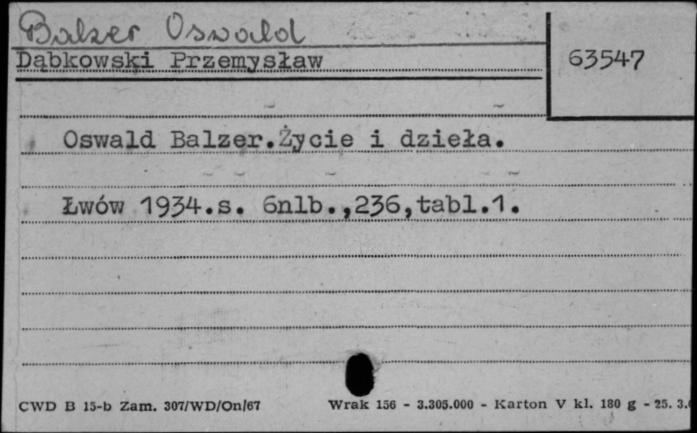 Balzer Oswald
Dąbkowski Przemysław
63547
Oswald Balzer.Życie i dzieła.
Łwów 1934.s. 6nlb.,236,tabl.1.
CWD B 15-b Zam. 307/WD/On/67
Wrak 156 - 3.305.000 - Karton V kl. 180 g - 25. 3.